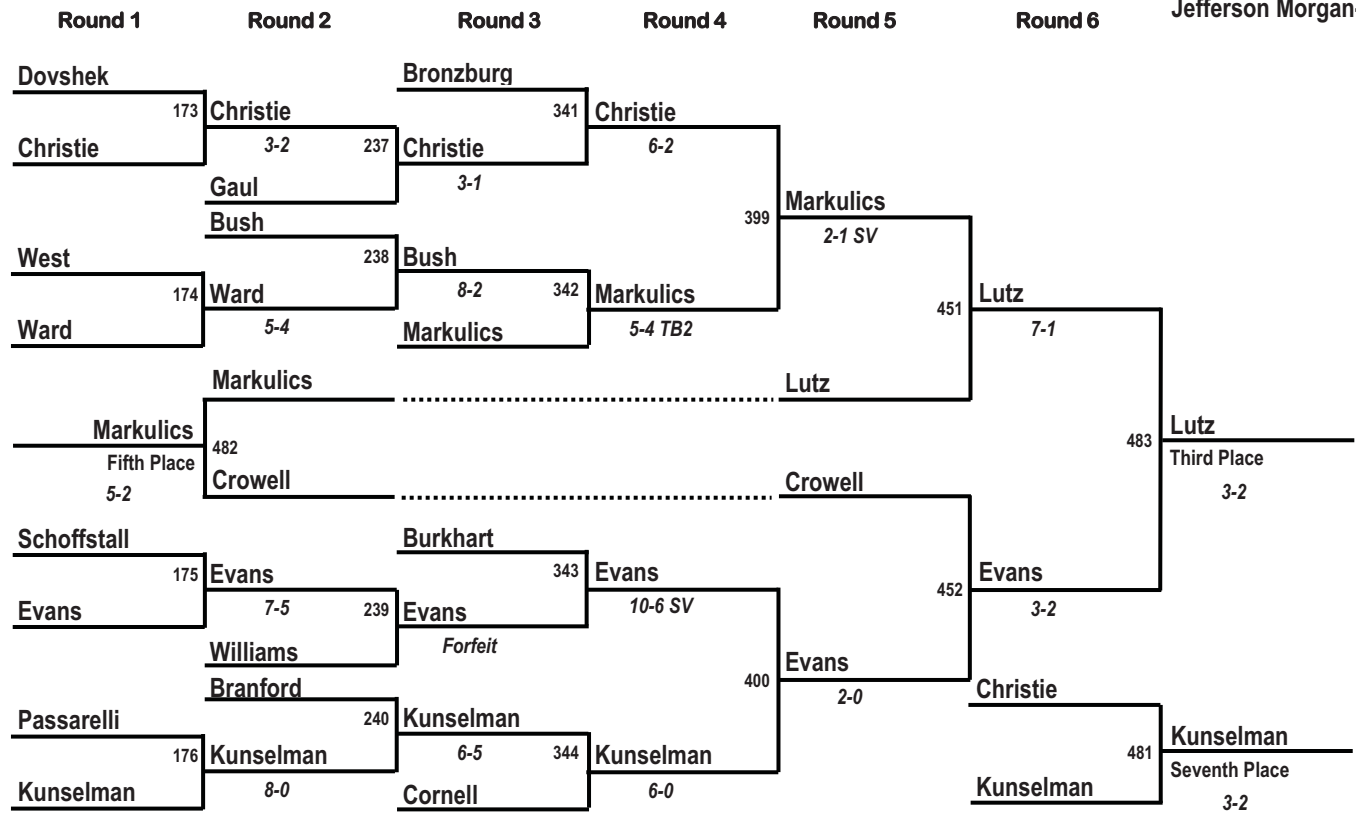 Jefferson Morgan
Round 1 Round 2 Round 3 Round 4 Round 5 Round 6
Dovshek
Bronzburg
173 Christie
341 Christie
Christie
3-2
237 Christie
6-2
Gaul
3-1
Markulics
Bush
399
2-1 SV
West
238 Bush
174 Ward
8-2
342 Markulics
451 Lutz
Ward
5-4
Markulics
5-4 TB2
7-1
Markulics
Lutz
Markulics
482
483 Lutz
Fifth Place
Third Place
5-2
Crowell
Crowell
3-2
Schoffstall
Burkhart
175 Evans
343 Evans
452 Evans
Evans
7-5
239 Evans
10-6 SV
3-2
Williams
Forfeit
Evans
Branford
400
2-0
Christie
Passarelli
240 Kunselman
176 Kunselman
6-5
344 Kunselman
481 Kunselman
Kunselman
8-0
Cornell
6-0
Kunselman
Seventh Place
3-2